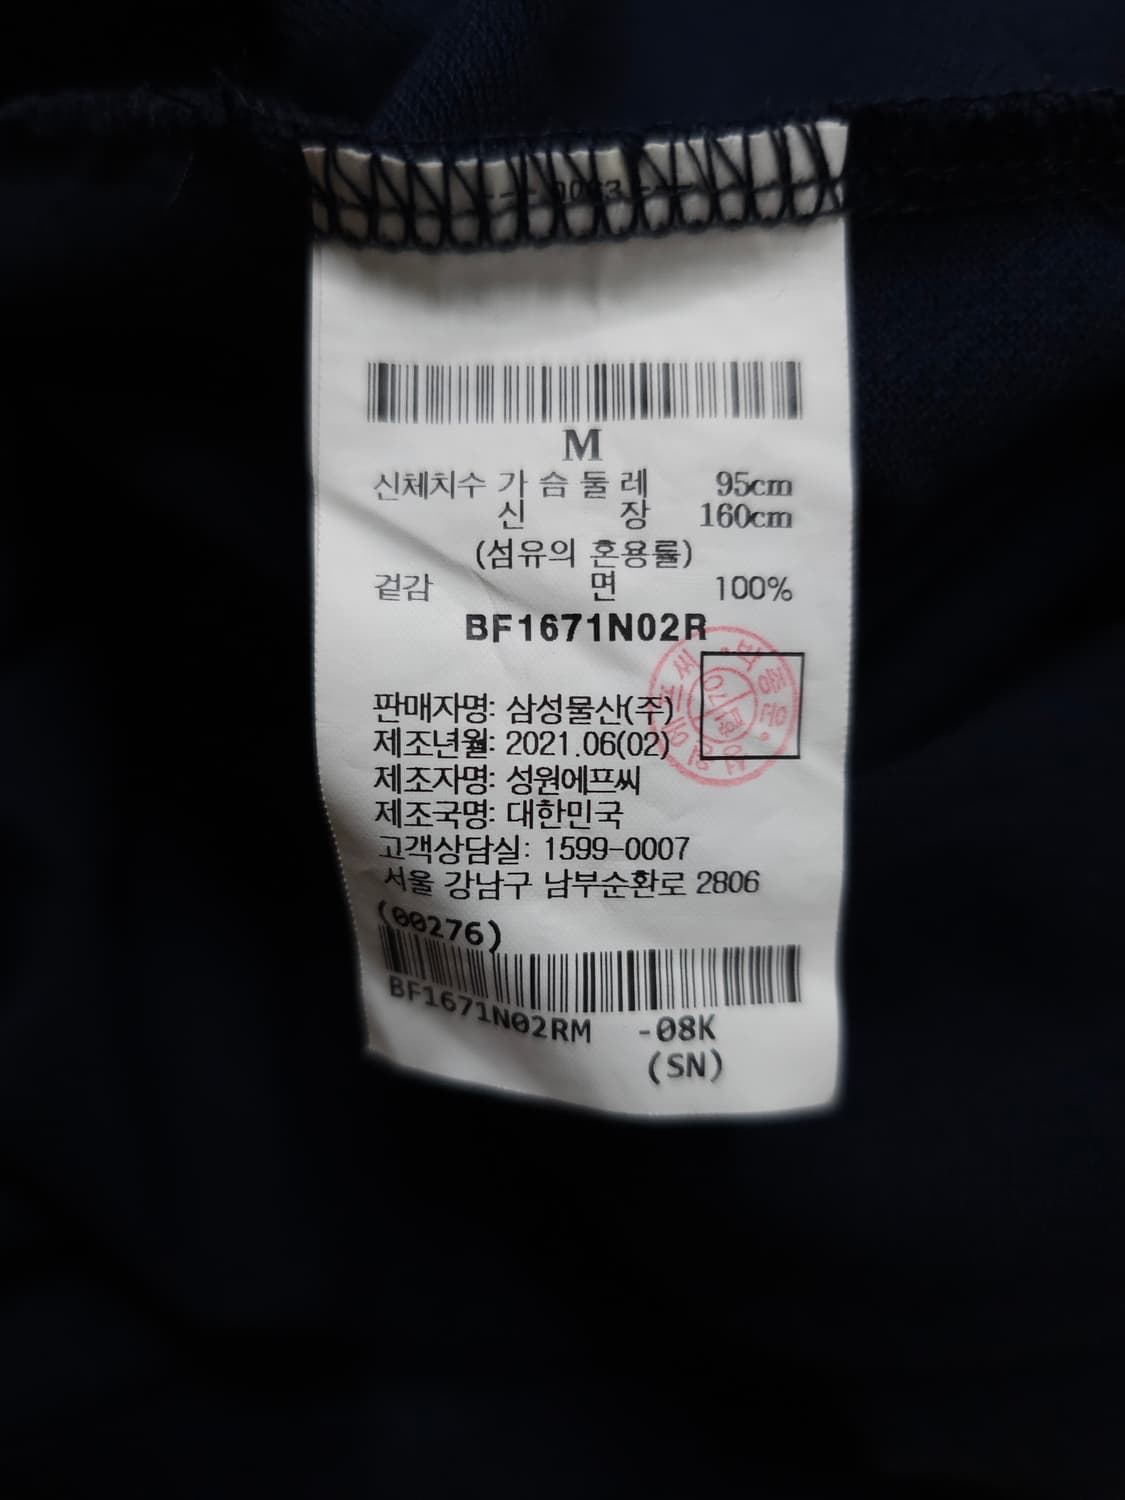 M
신체치수 가슴둘레 95cm
신장 160cm
(섬유의 혼용률)
겉감 면 100%
BF1671N02R
판매자명: 삼성물산(주)
제조년월: 2021.06(02)
제조자명: 성원에프씨
제조국명: 대한민국
고객상담실: 1599-0007
서울 강남구 남부순환로 2806
(00276)
BF1671N02RM -08K
(SN)